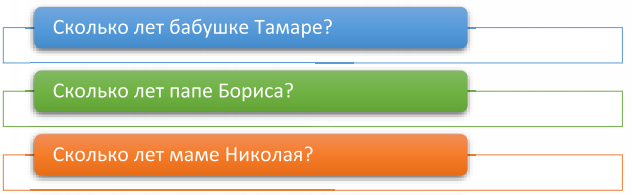 Сколько лет бабушке Тамаре?
Сколько лет папе Бориса?
Сколько лет маме Николая?